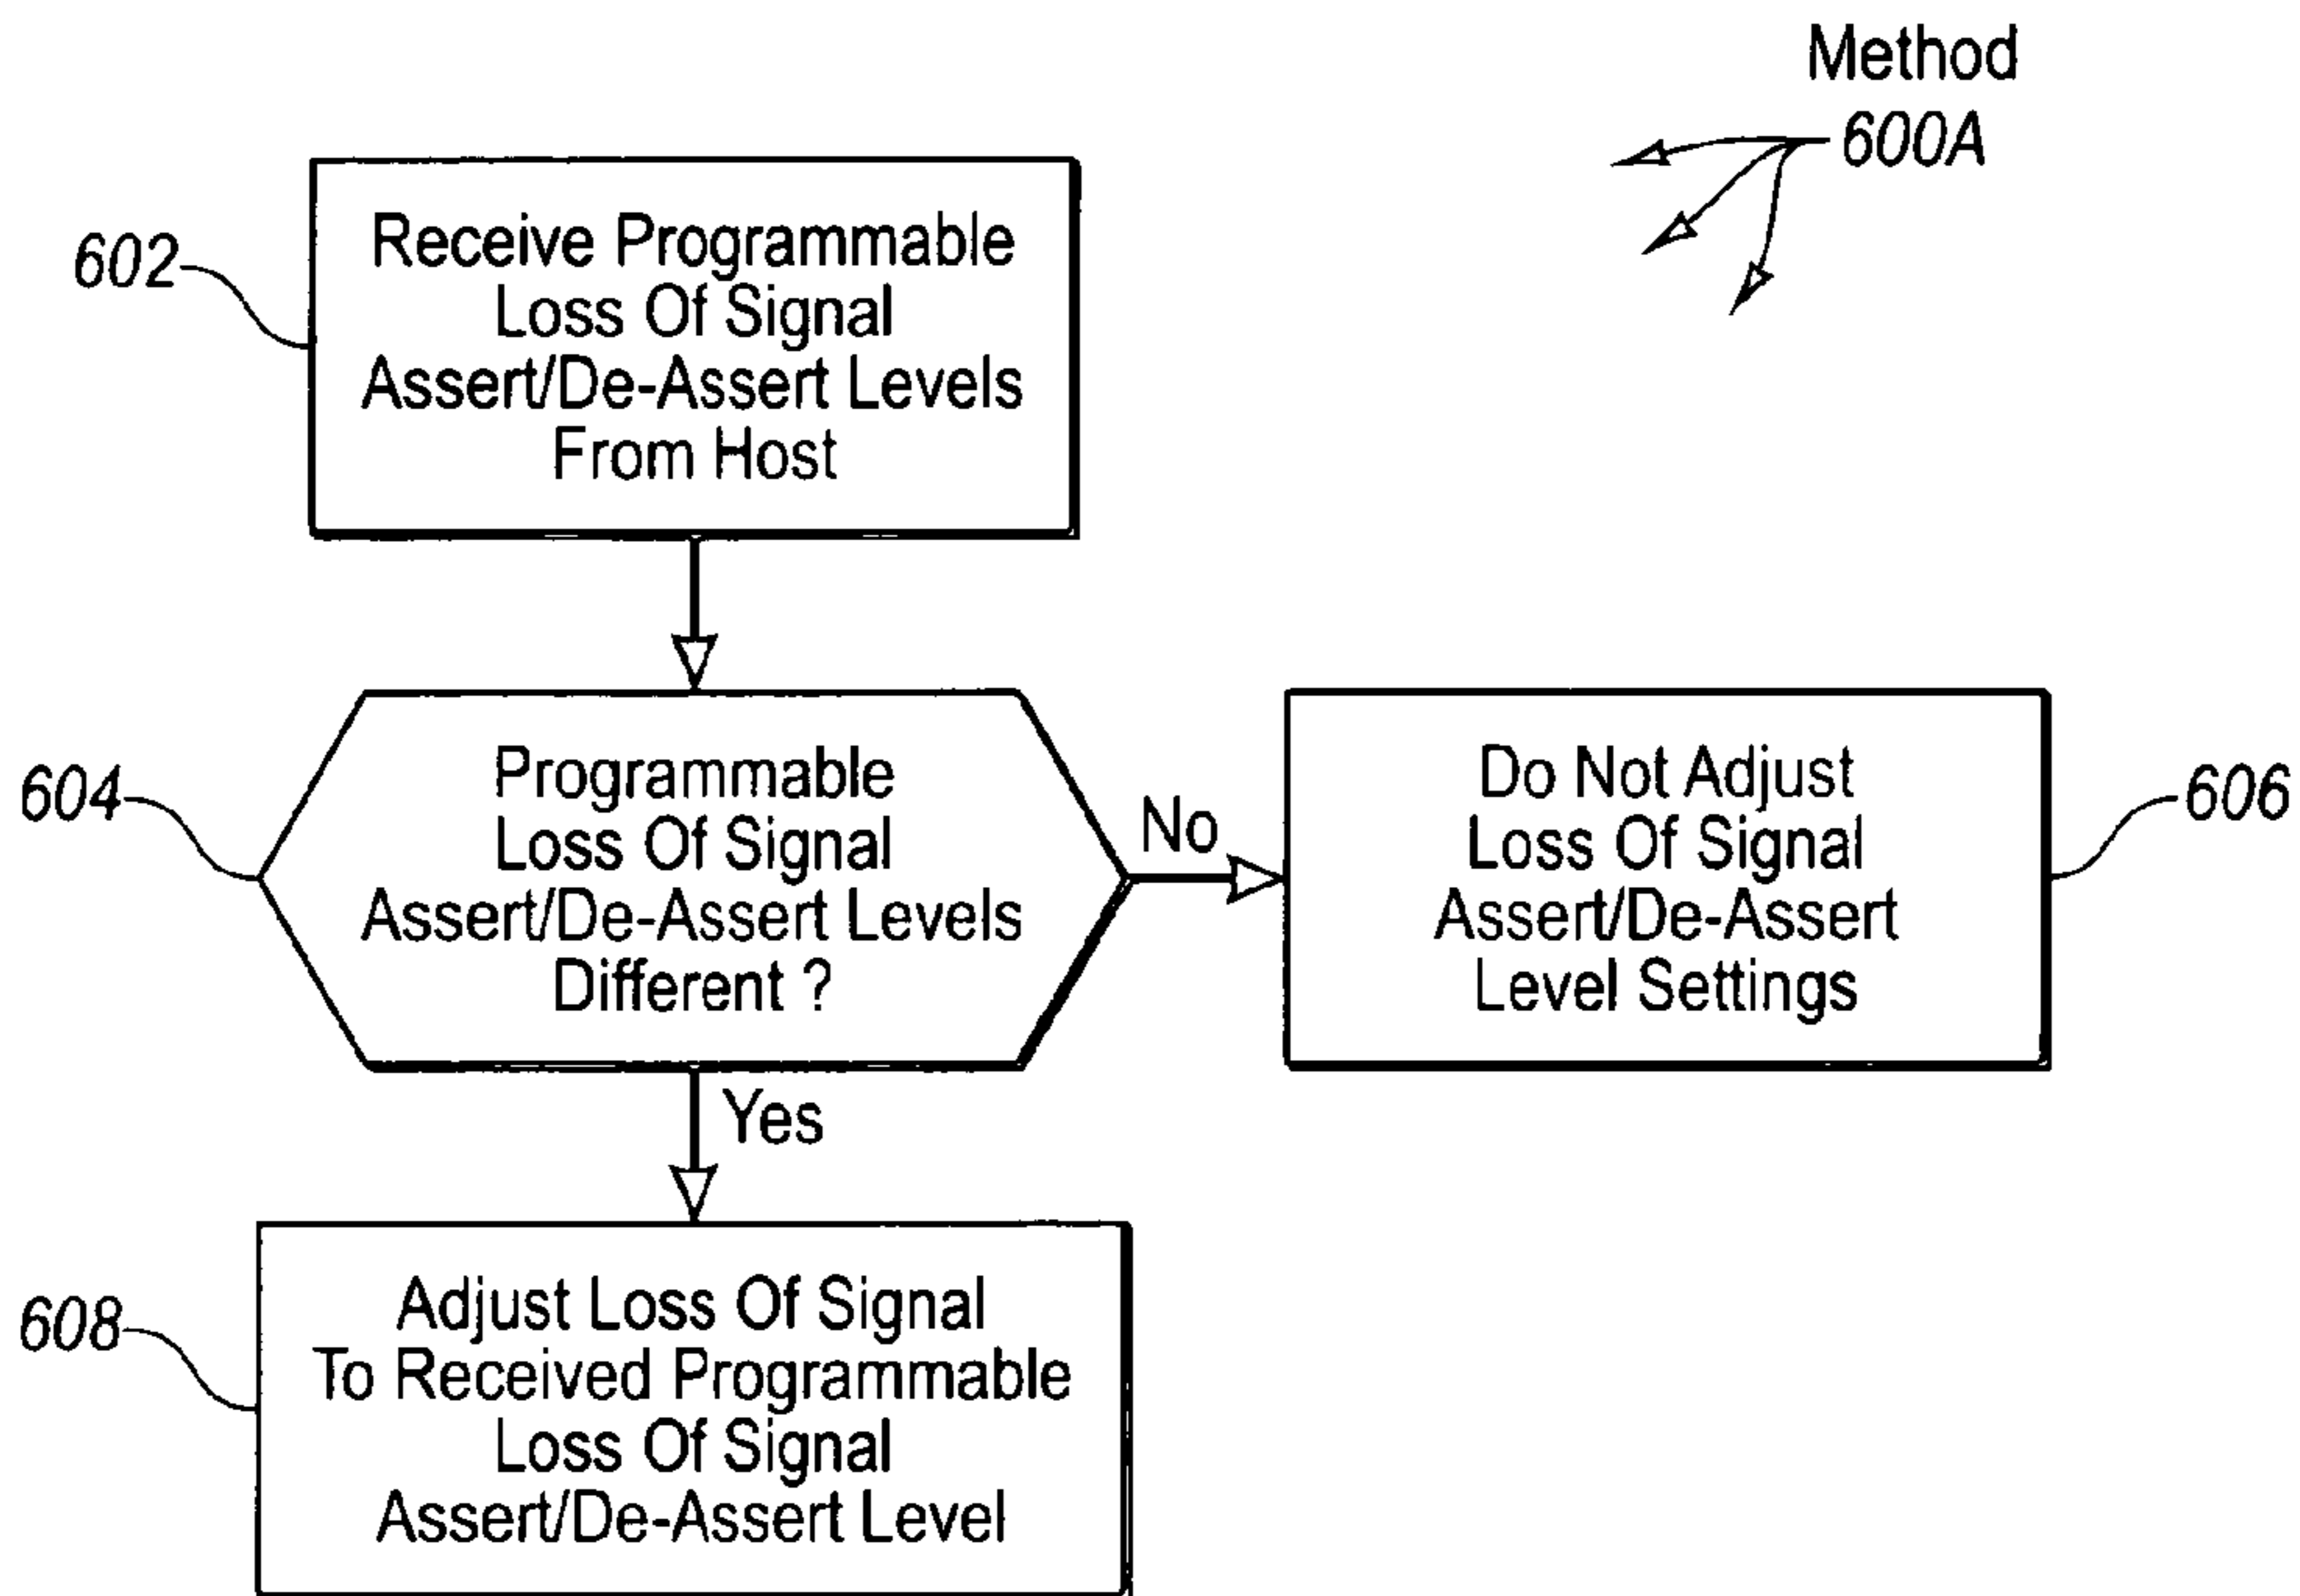 Method
600A
602
Receive Programmable
Loss Of Signal
Assert/De-Assert Levels
From Host
604
Programmable
Loss Of Signal
Assert/De-Assert Levels
Different ?
No
Do Not Adjust
Loss Of Signal
Assert/De-Assert
Level Settings
606
Yes
608
Adjust Loss Of Signal
To Received Programmable
Loss Of Signal
Assert/De-Assert Level